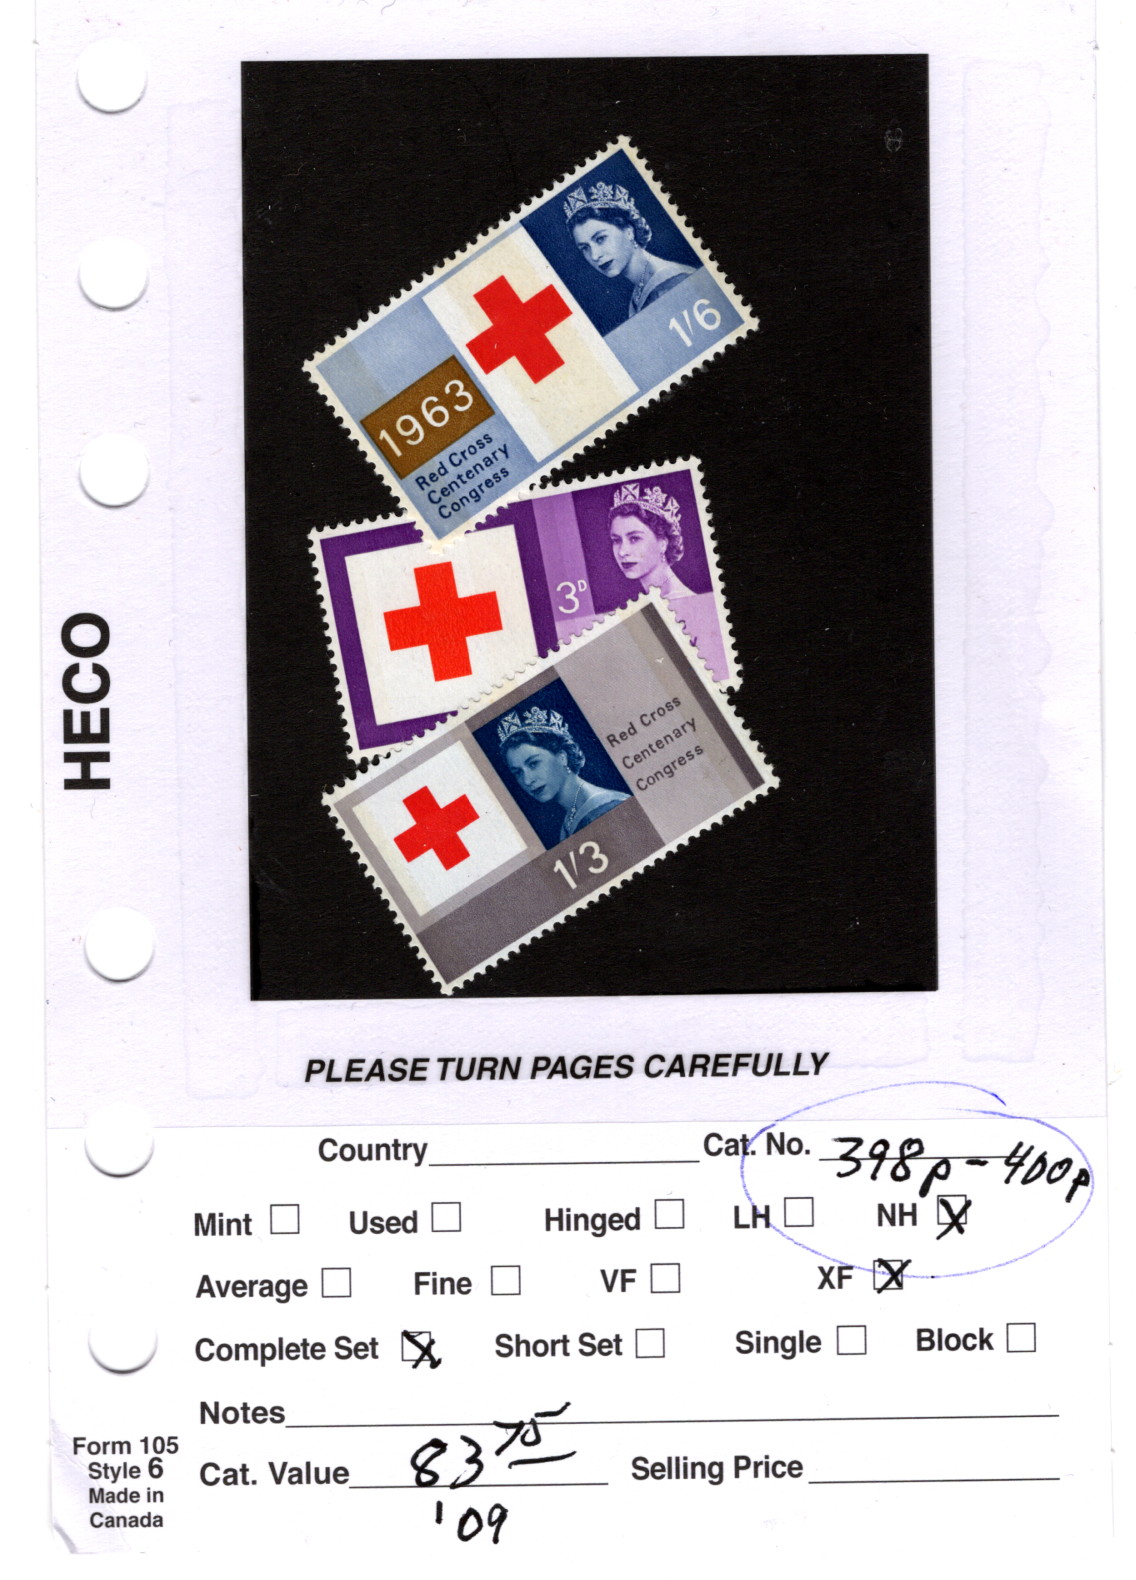 1/6
1963
Red Cross
Centenary
Congress
3D
Red Cross
Centenary
Congress
1/3
HECO
PLEASE TURN PAGES CAREFULLY
Country Cat. No. 398p - 400p
Mint Used Hinged LH NH X
Average Fine VF XF X
Complete Set X Short Set Single Block
Notes
Cat. Value 83 75 Selling Price
'09
Form 105
Style 6
Made in
Canada